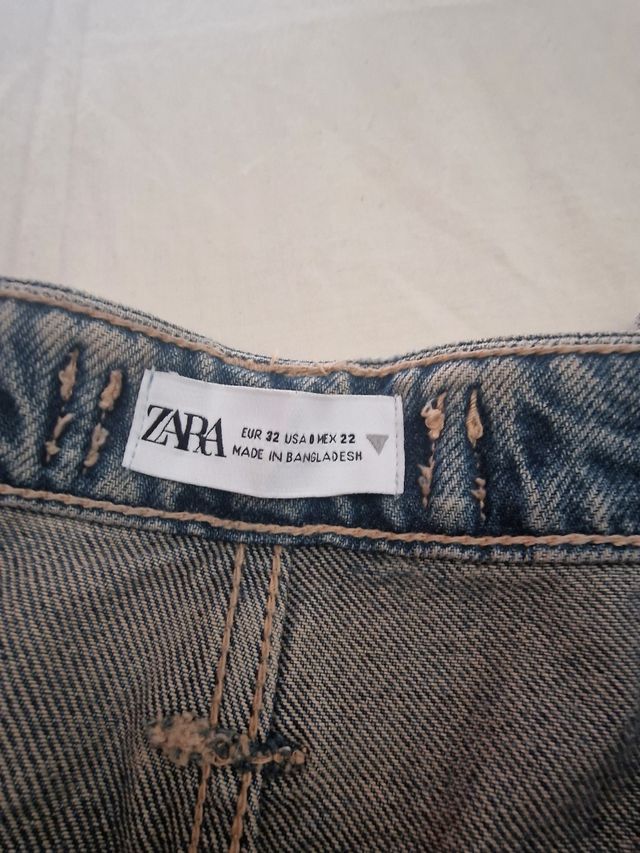 ZARA
EUR 32 USA 0 MEX 22
MADE IN BANGLADESH